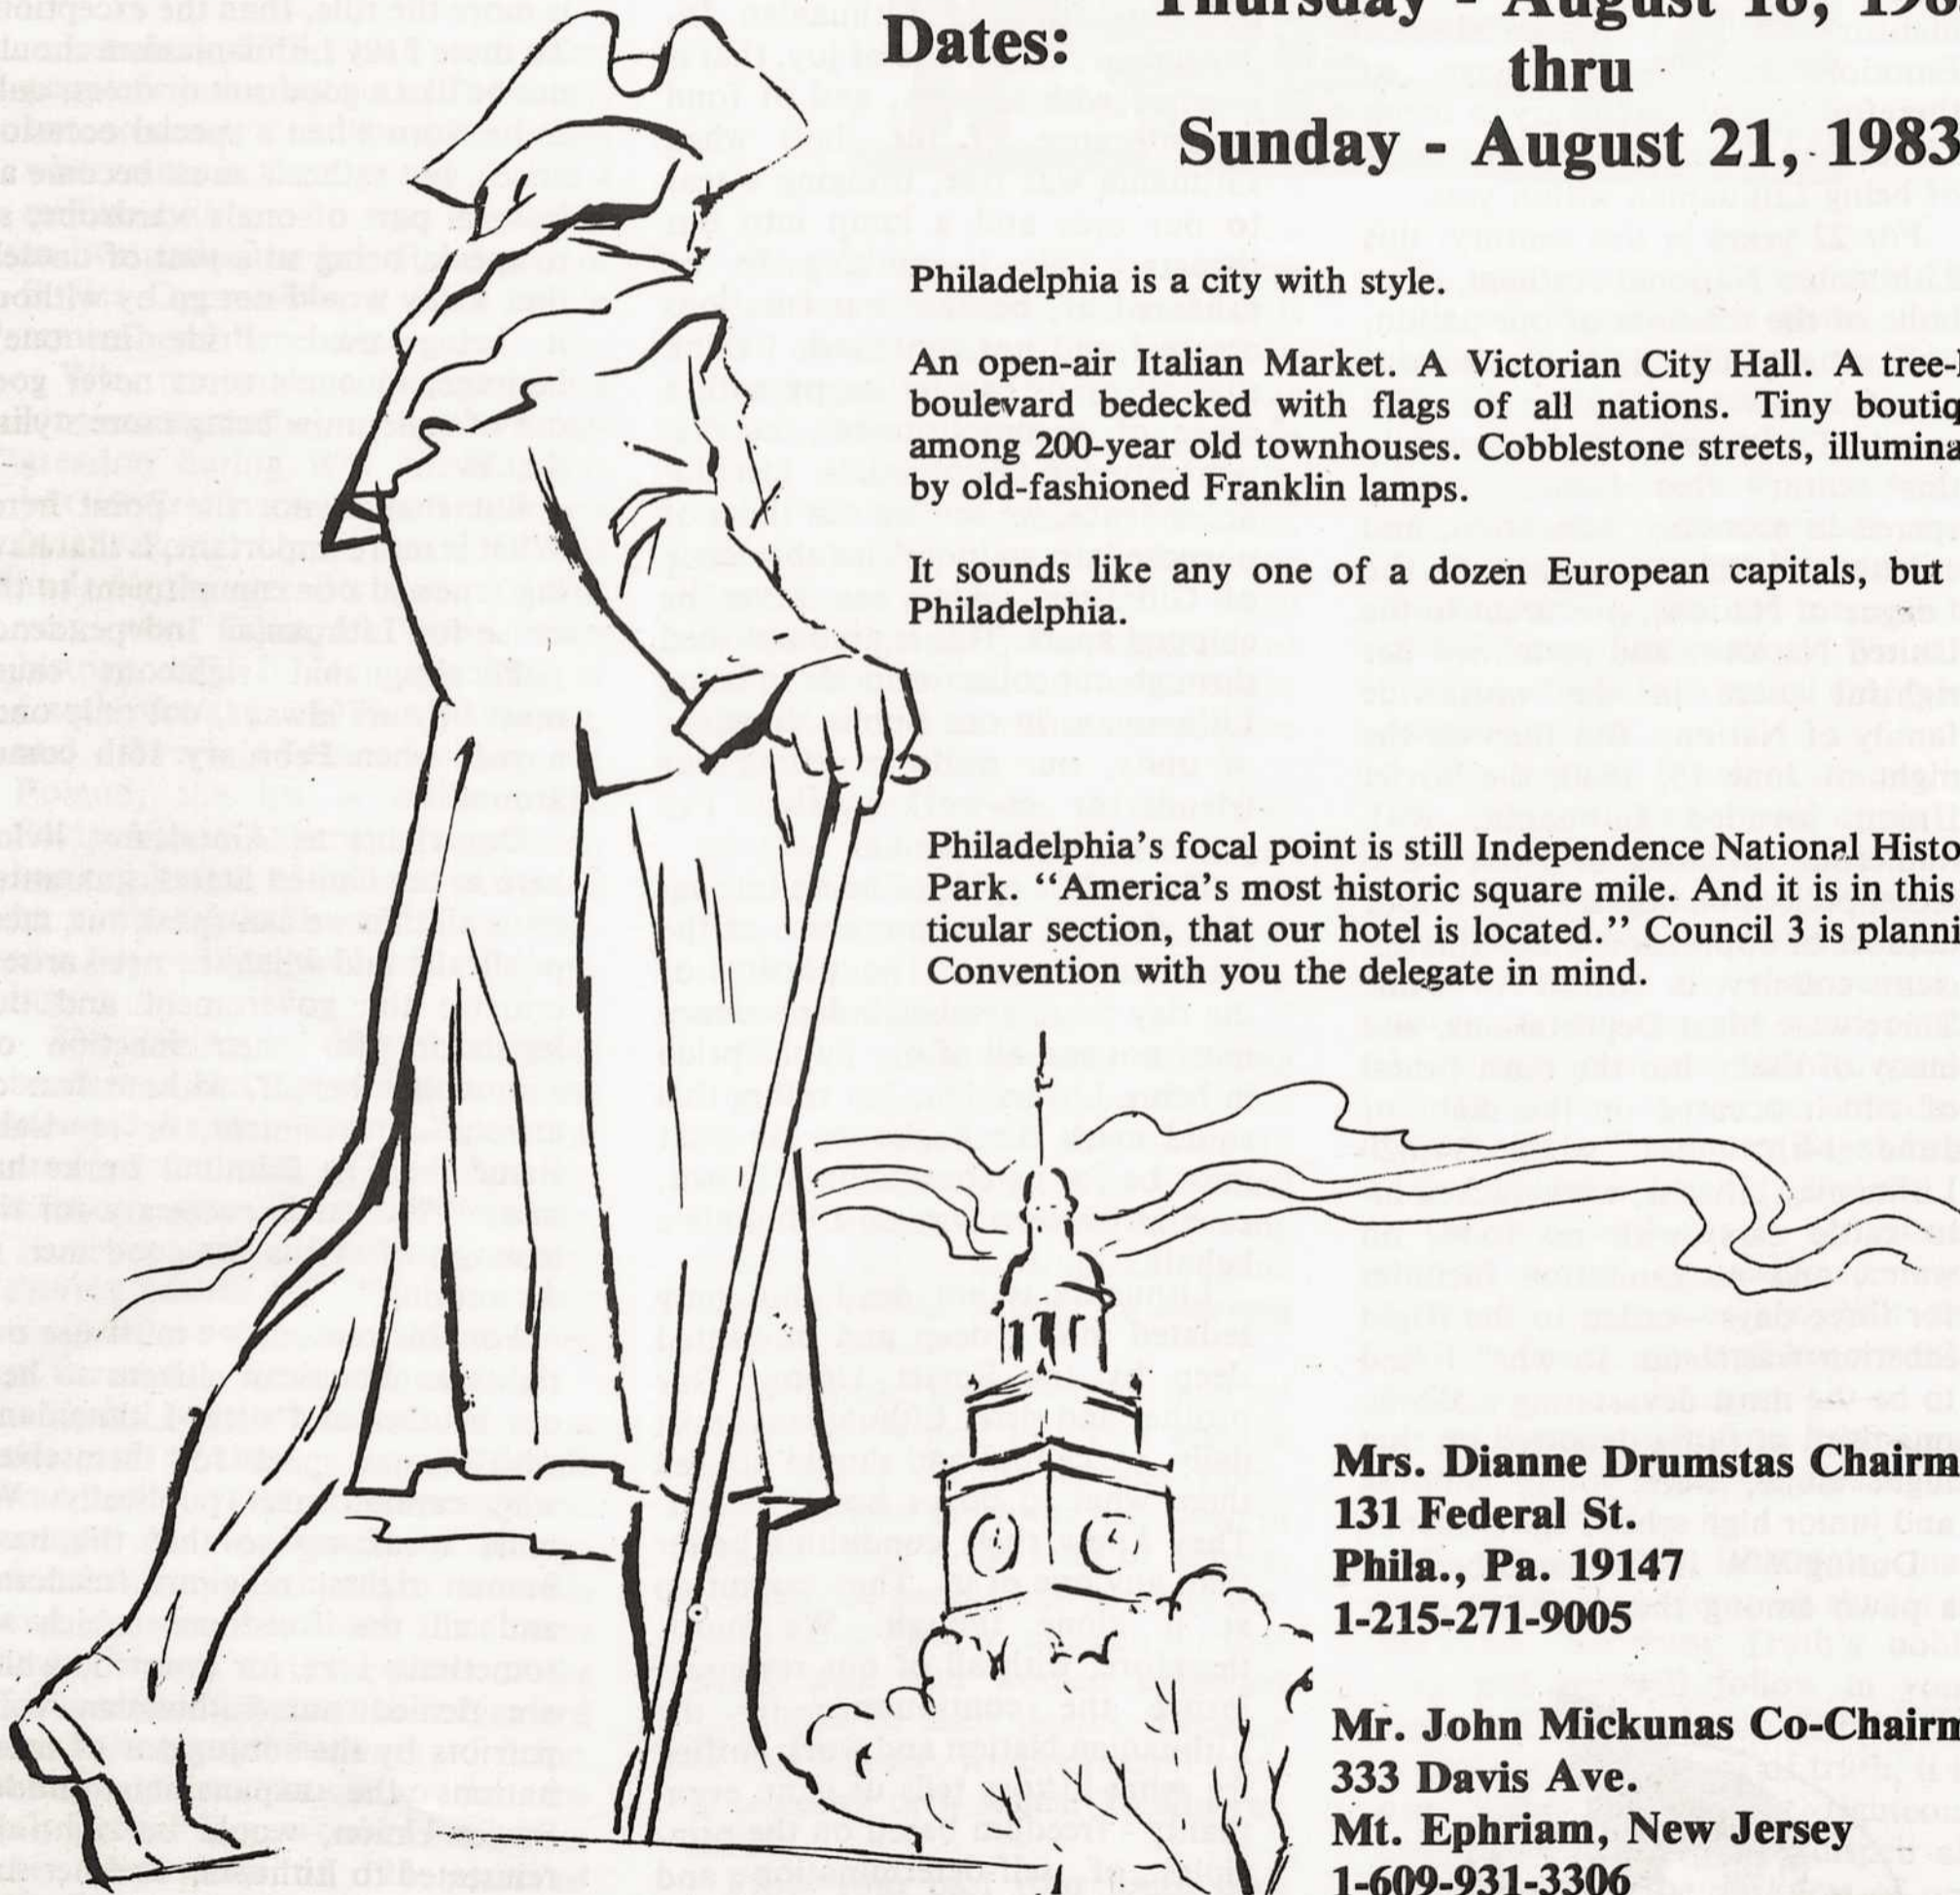 Dates:
Thursday - August 18, 198
thru
Sunday - August 21, 1983
Philadelphia is a city with style.
An open-air Italian Market. A Victorian City Hall. A tree-
boulevard bedecked with flags of all nations. Tiny boutiq
among 200-year old townhouses. Cobblestone streets, illumina
by old-fashioned Franklin lamps.
It sounds like any one of a dozen European capitals, but
Philadelphia.
Philadelphia’s focal point is still Independence National Histo
Park. “America’s most historic square mile. And it is in this
ticular section, that our hotel is located.” Council 3 is planni
Convention with you the delegate in mind.
Mrs. Dianne Drumstas Chairm
131 Federal St.
Phila., Pa. 19147
1-215-271-9005
Mr. John Mickunas Co-Chairm
333 Davis Ave.
Mt. Ephriam, New Jersey
1-609-931-3306